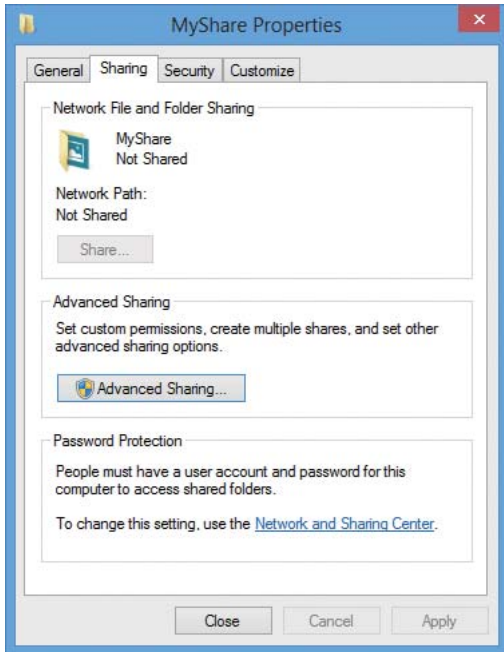 MyShare Properties
General Sharing Security Customize
Network File and Folder Sharing
MyShare
Not Shared
Network Path:
Not Shared
Share...
Advanced Sharing
Set custom permissions, create multiple shares, and set other
advanced sharing options.
Advanced Sharing...
Password Protection
People must have a user account and password for this
computer to access shared folders.
To change this setting, use the Network and Sharing Center.
Close Cancel Apply